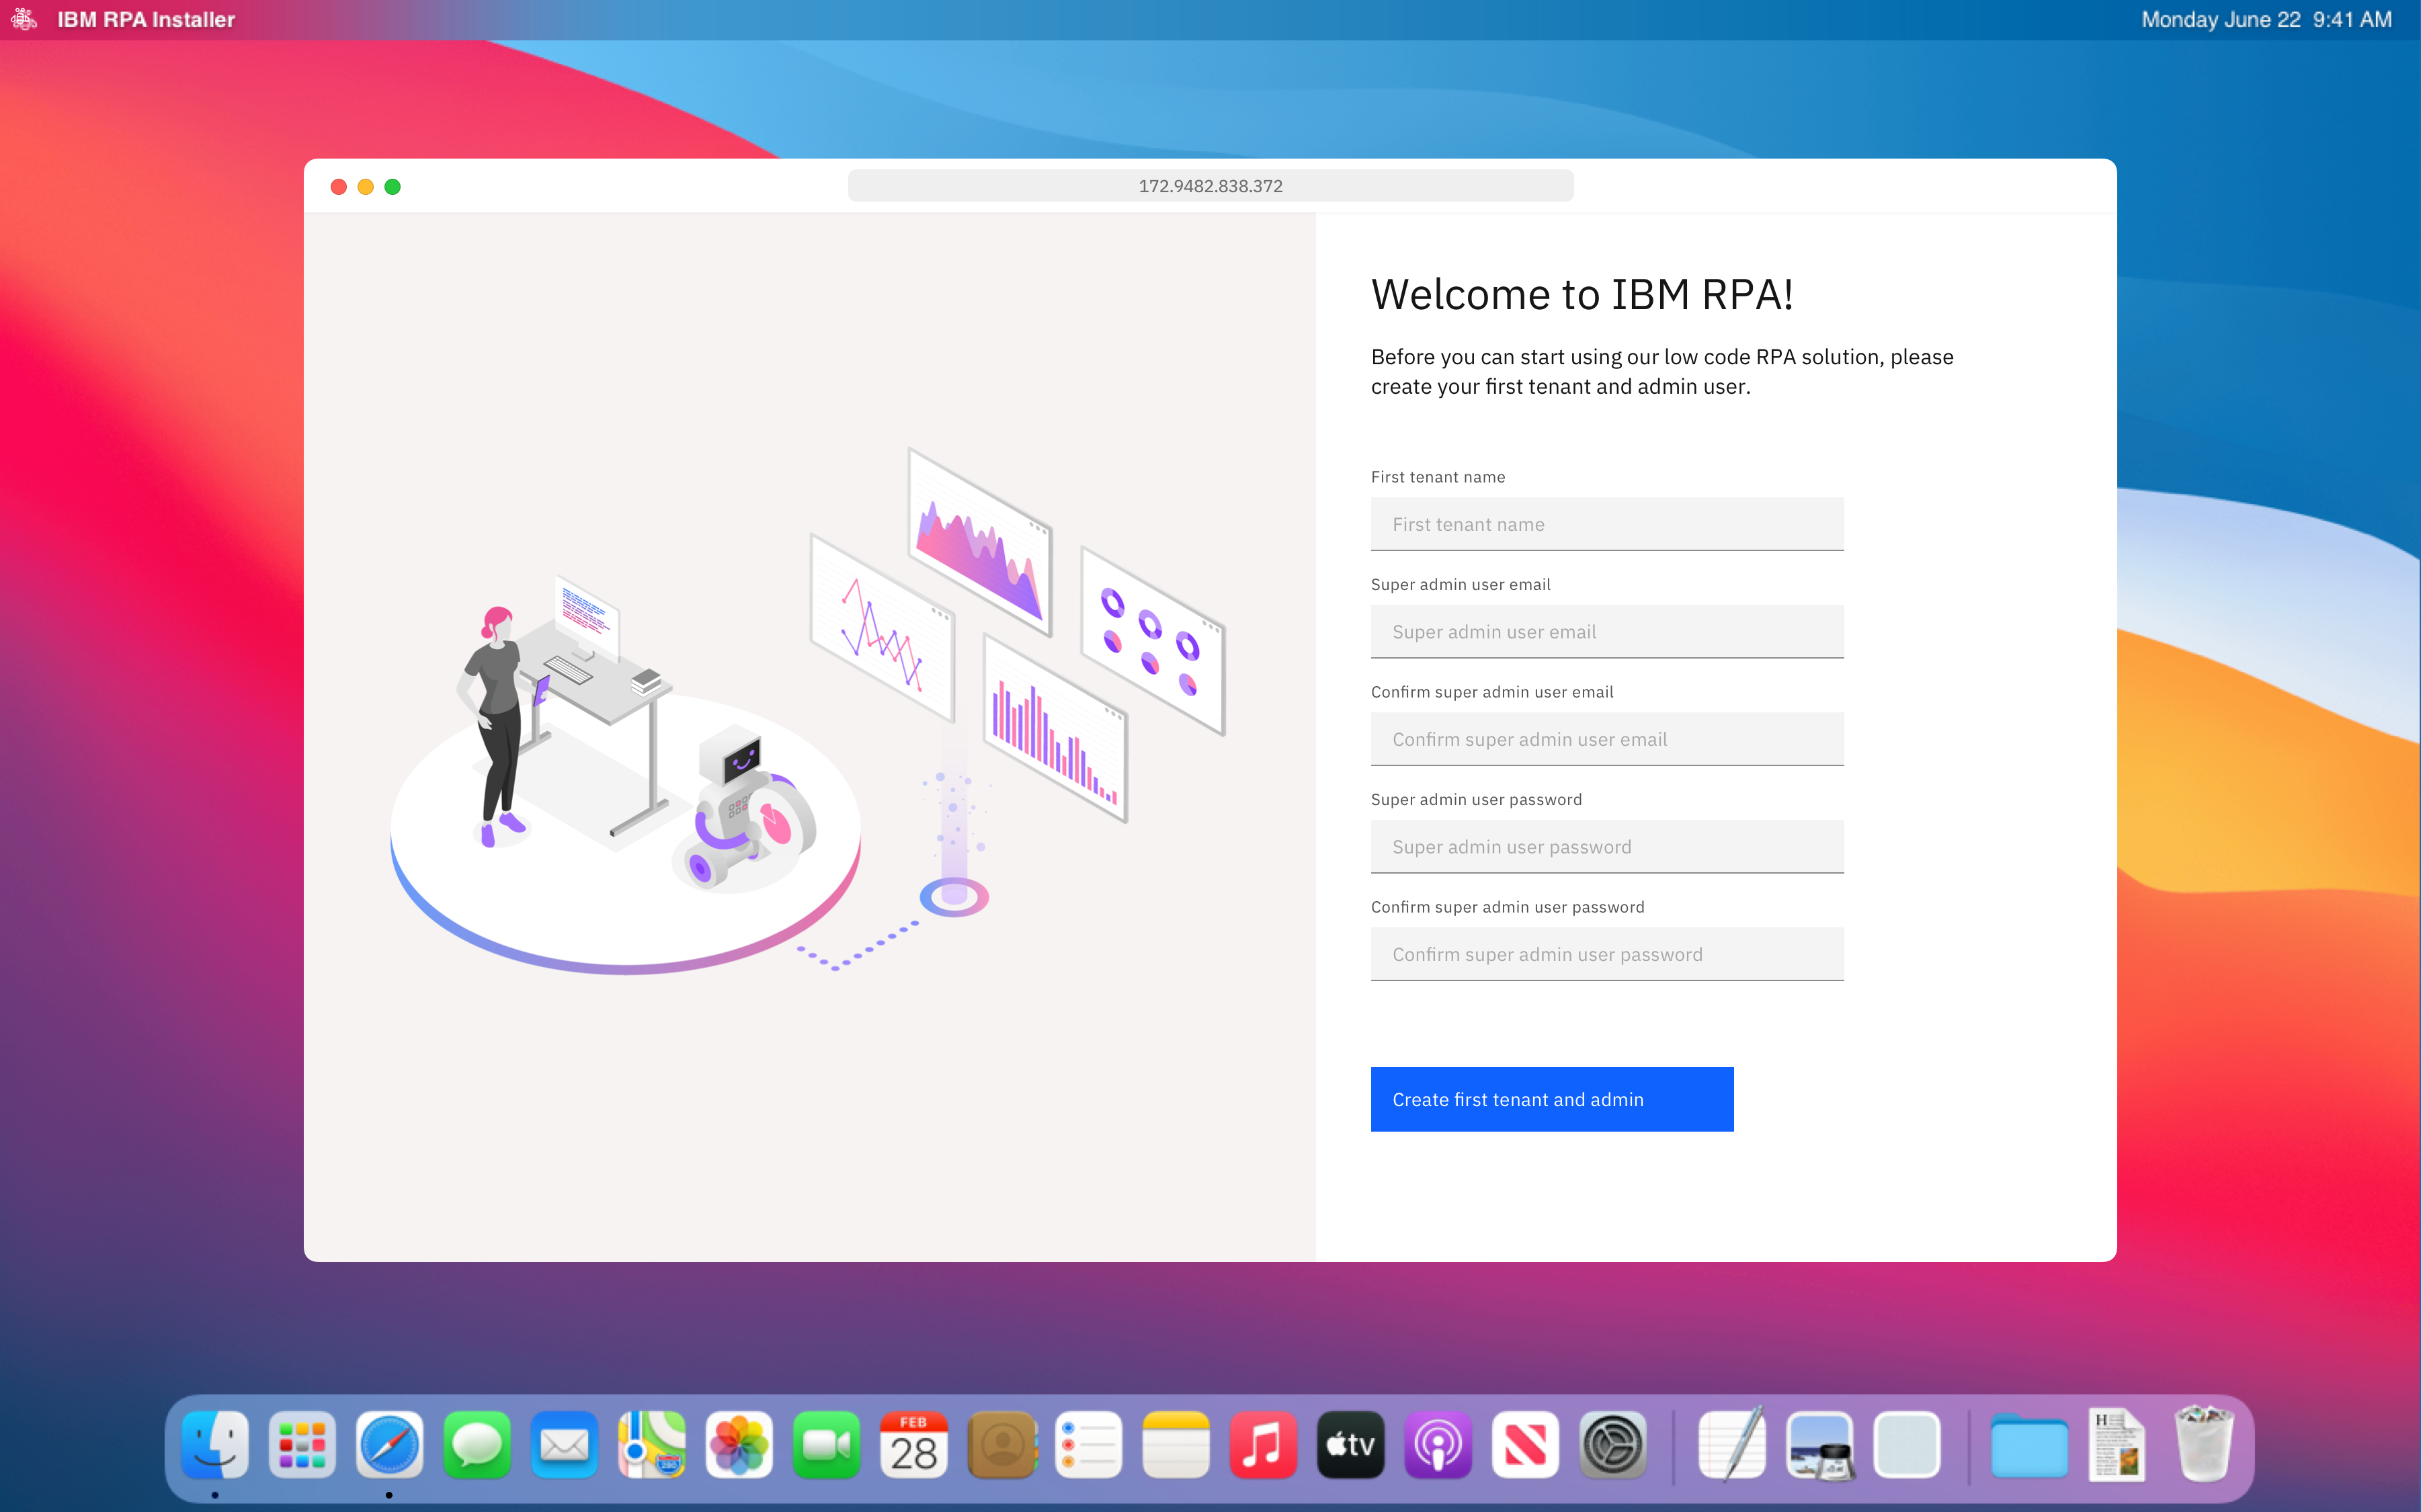 IBM RPA Installer
Monday June 22 9:41 AM
172.9482.838.372
Welcome to IBM RPA!
Before you can start using our low code RPA solution, please
create your first tenant and admin user.
First tenant name
First tenant name
Super admin user email
Super admin user email
Confirm super admin user email
Confirm super admin user email
Super admin user password
Super admin user password
Confirm super admin user password
Confirm super admin user password
Create first tenant and admin
FEB
28
tv
280
H